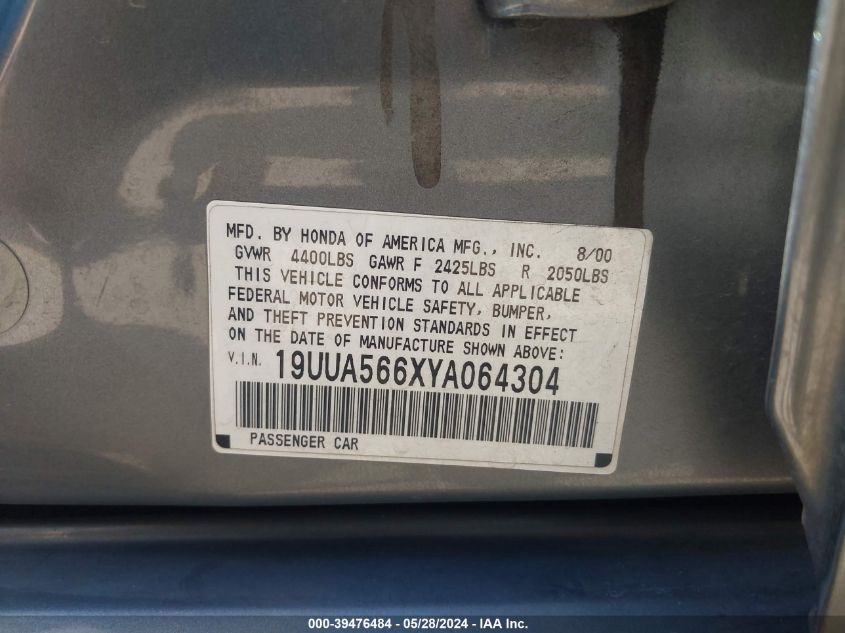 MFD. BY HONDA OF AMERICA MFG., INC. 8/00
GVWR 4400LBS GAWR F 2425LBS R 2050LBS
THIS VEHICLE CONFORMS TO ALL APPLICABLE
FEDERAL MOTOR VEHICLE SAFETY, BUMPER,
AND THEFT PREVENTION STANDARDS IN EFFECT
ON THE DATE OF MANUFACTURE SHOWN ABOVE:
V.I.N. 19UUA566XYA064304
PASSENGER CAR
000-39476484 - 05/28/2024 - IAAI.COM.